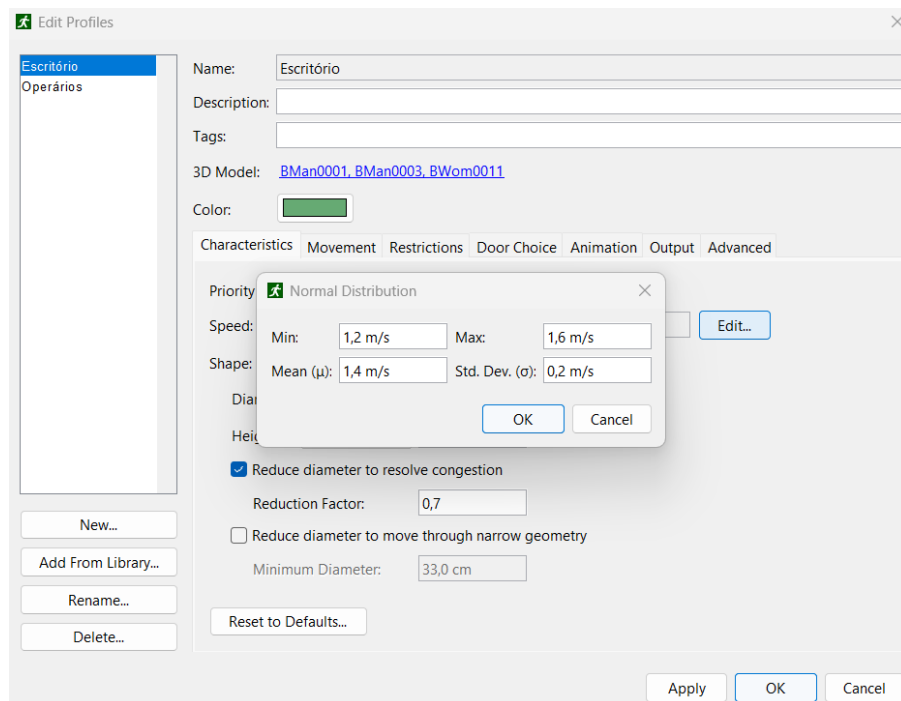 Edit Profiles
Escritório
Operários
New...
Add From Library...
Rename...
Delete...
Name: Escritório
Description:
Tags:
3D Model: BMan0001, BMan0003, BWom0011
Color:
Characteristics Movement Restrictions Door Choice Animation Output Advanced
Priority
Speed: Edit...
Shape:
Normal Distribution
Min: 1,2 m/s Max: 1,6 m/s
Mean (μ): 1,4 m/s Std. Dev. (σ): 0,2 m/s
OK Cancel
Reduce diameter to resolve congestion
Reduction Factor: 0,7
Reduce diameter to move through narrow geometry
Minimum Diameter: 33,0 cm
Reset to Defaults...
Apply OK Cancel